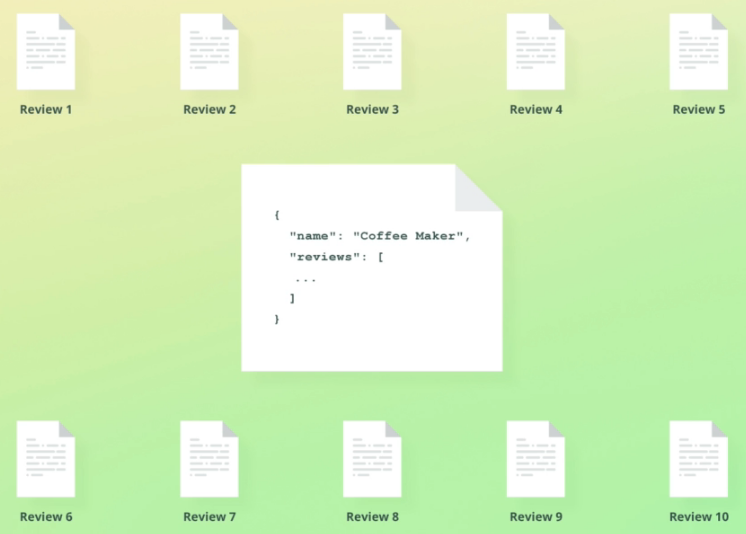 Review 1
Review 2
Review 3
Review 4
Review 5
{
"name": "Coffee Maker",
"reviews": [
...
]
}
Review 6
Review 7
Review 8
Review 9
Review 10